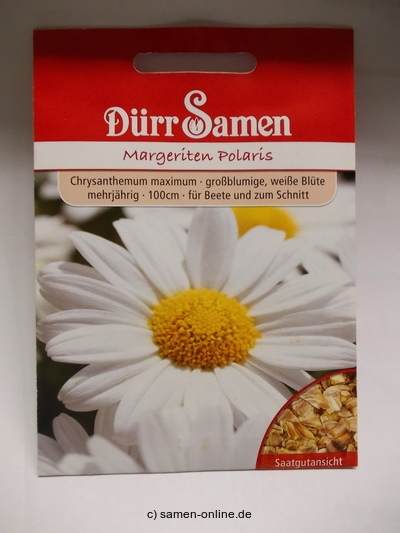 Dürr Samen
Margeriten Polaris
Chrysanthemum maximum · großblumige, weiße Blüte
mehrjährig · 100cm · für Beete und zum Schnitt
Saatgutansicht
c) samen-online.de